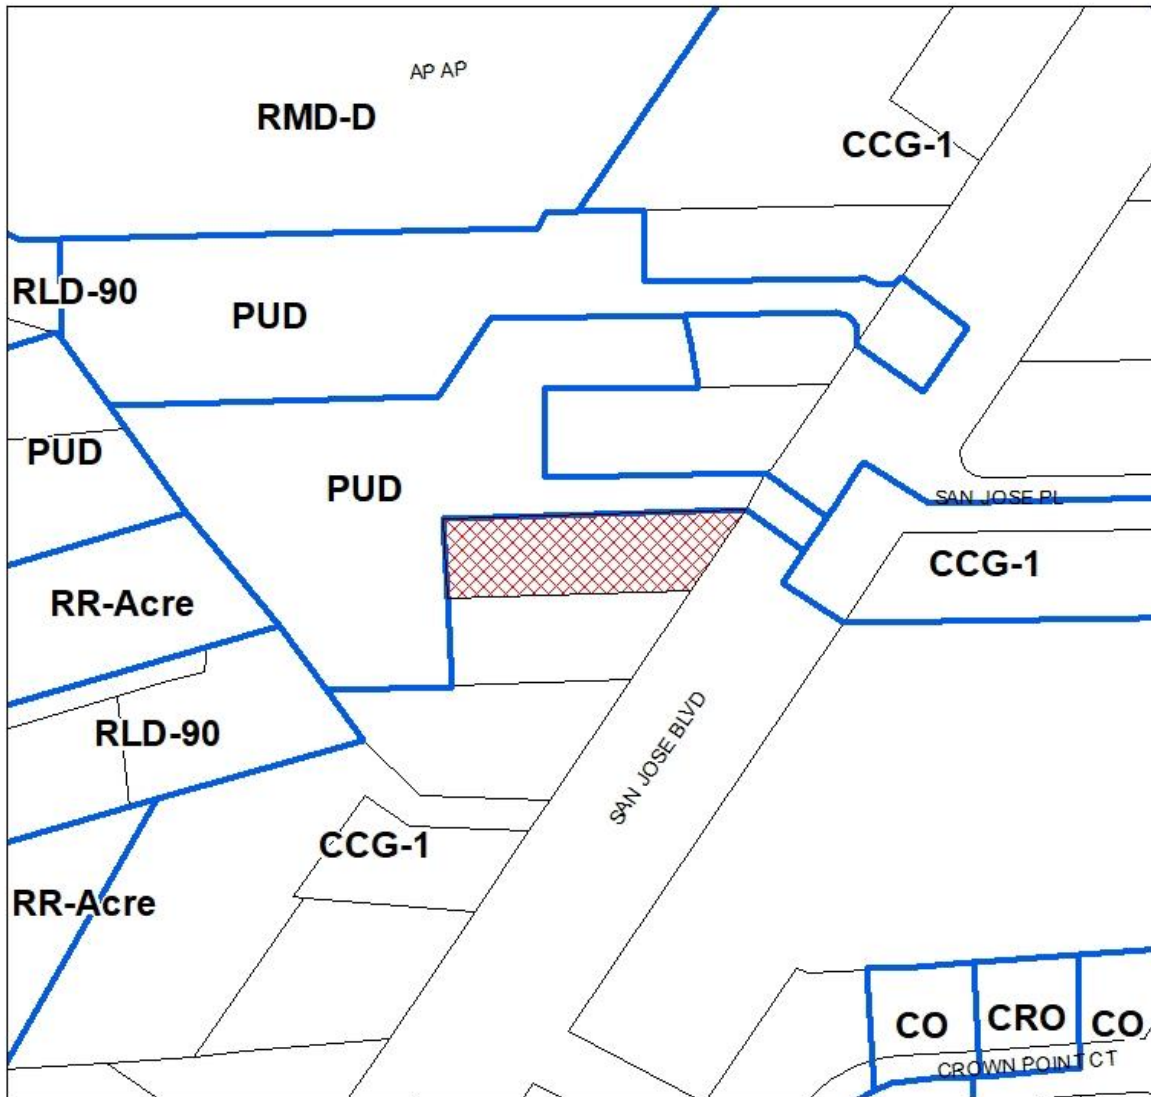 AP AP
RMD-D
CCG-1
RLD-90
PUD
PUD
PUD
SAN JOSE PL
CCG-1
RR-Acre
RLD-90
SAN JOSE BLVD
CCG-1
RR-Acre
CO
CRO
CO
CROWN POINT CT